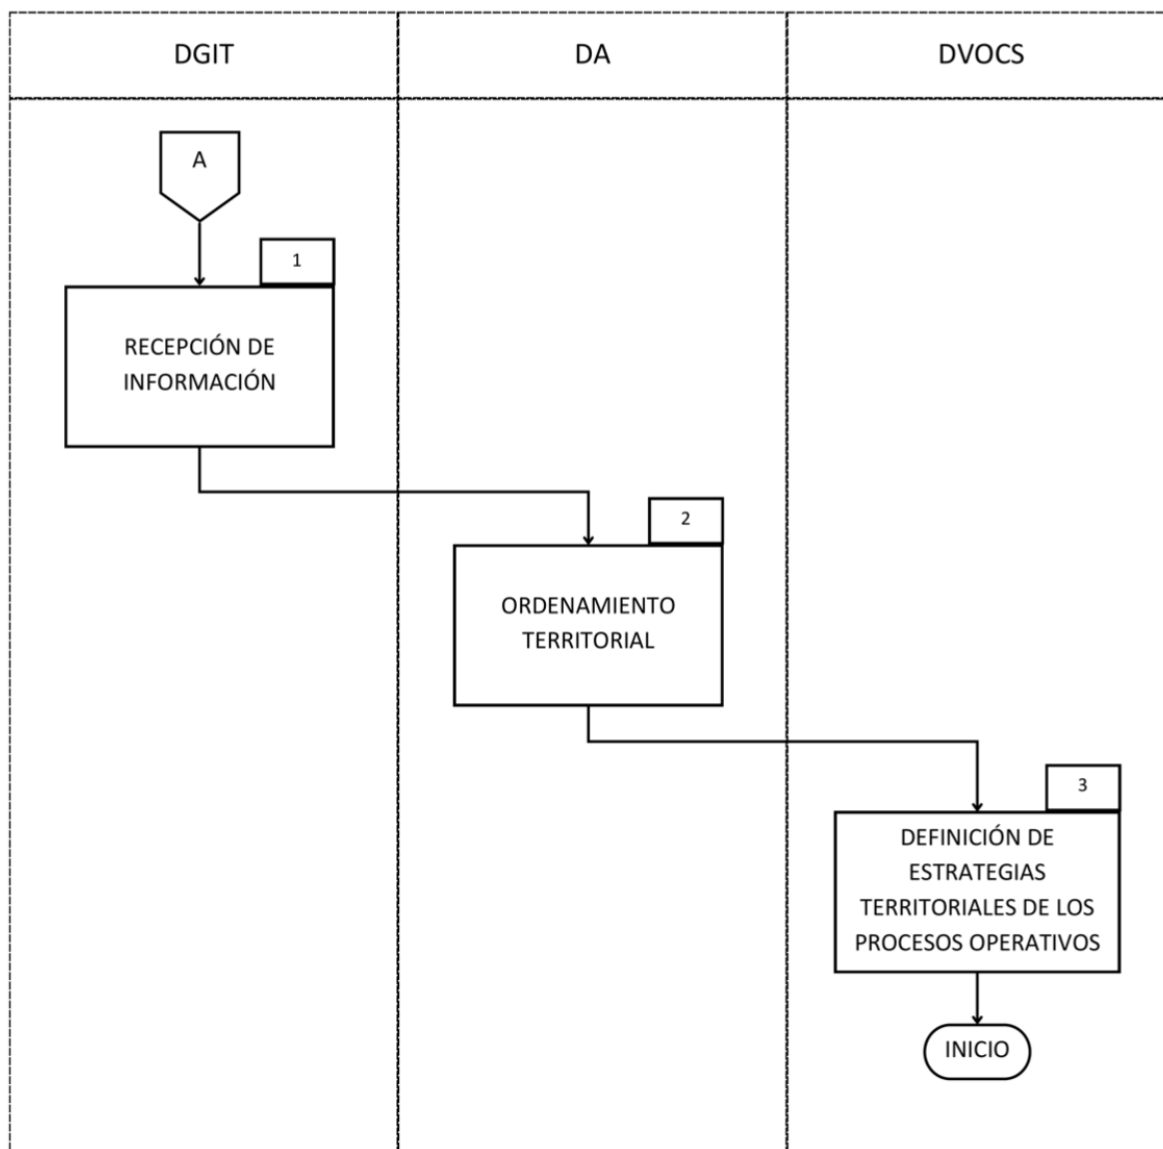 DGIT
DA
DVOCS
A
1
RECEPCIÓN DE
INFORMACIÓN
2
ORDENAMIENTO
TERRITORIAL
3
DEFINICIÓN DE
ESTRATEGIAS
TERRITORIALES DE LOS
PROCESOS OPERATIVOS
INICIO